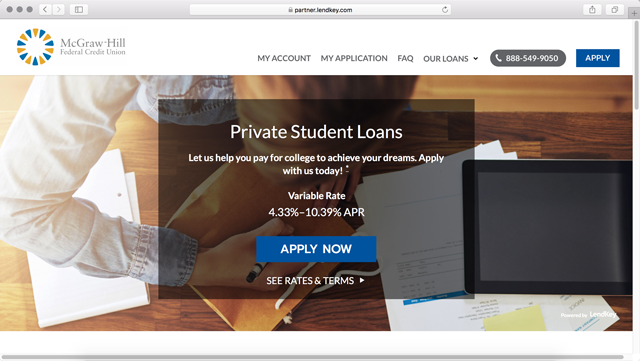 partner.lendkey.com
McGraw-Hill
Federal Credit Union
MY ACCOUNT MY APPLICATION FAQ OUR LOANS 888-549-9050 APPLY
Private Student Loans
Let us help you pay for college to achieve your dreams. Apply
with us today! *
Variable Rate
4.33%–10.39% APR
APPLY NOW
SEE RATES & TERMS
Powered by LendKey